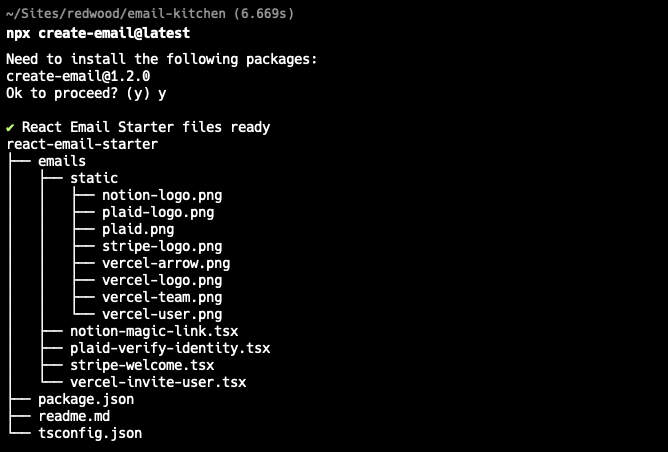 ~/Sites/redwood/email-kitchen (6.669s)
npx create-email@latest
Need to install the following packages:
create-email@1.2.0
Ok to proceed? (y) y
✔ React Email Starter files ready
react-email-starter
├── emails
│   ├── static
│   │   ├── notion-logo.png
│   │   ├── plaid-logo.png
│   │   ├── plaid.png
│   │   ├── stripe-logo.png
│   │   ├── vercel-arrow.png
│   │   ├── vercel-logo.png
│   │   ├── vercel-team.png
│   │   └── vercel-user.png
│   ├── notion-magic-link.tsx
│   ├── plaid-verify-identity.tsx
│   ├── stripe-welcome.tsx
│   └── vercel-invite-user.tsx
├── package.json
├── readme.md
└── tsconfig.json